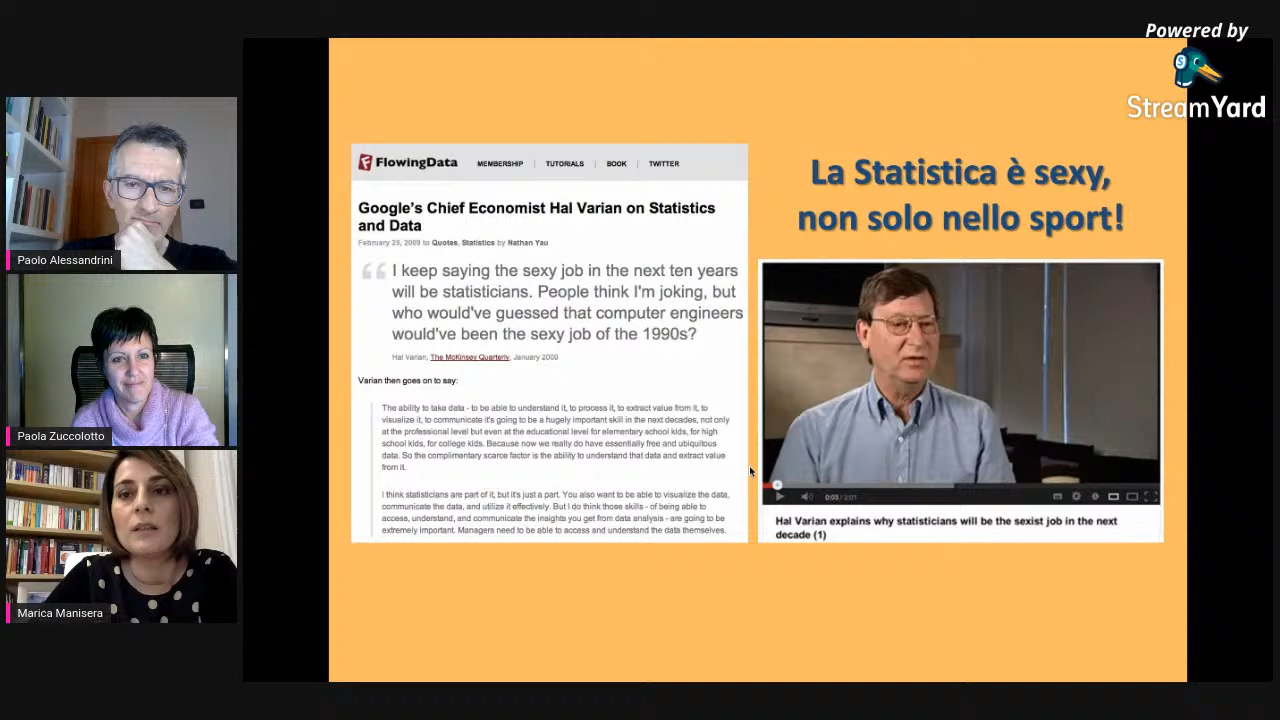 Powered by
StreamYard
Paolo Alessandrini
Paola Zuccolotto
Marica Manisera
FlowingData MEMBERSHIP TUTORIALS BOOK TWITTER
Google's Chief Economist Hal Varian on Statistics
and Data
February 25, 2009 to Quotes, Statistics by Nathan Yau
I keep saying the sexy job in the next ten years
will be statisticians. People think I'm joking, but
who would've guessed that computer engineers
would've been the sexy job of the 1990s?
Hal Varian, The McKinsey Quarterly, January 2009
Varian then goes on to say:
The ability to take data - to be able to understand it, to process it, to extract value from it, to
visualize it, to communicate it's going to be a hugely important skill in the next decades, not only
at the professional level but even at the educational level for elementary school kids, for high
school kids, for college kids. Because now we really do have essentially free and ubiquitous
data. So the complimentary scarce factor is the ability to understand that data and extract value
from it.
I think statisticians are part of it, but it's just a part. You also want to be able to visualize the data,
communicate the data, and utilize it effectively. But I do think those skills - of being able to
access, understand, and communicate the insights you get from data analysis - are going to be
extremely important. Managers need to be able to access and understand the data themselves.
La Statistica è sexy,
non solo nello sport!
0:03 / 2:01
Hal Varian explains why statisticians will be the sexist job in the next
decade (1)